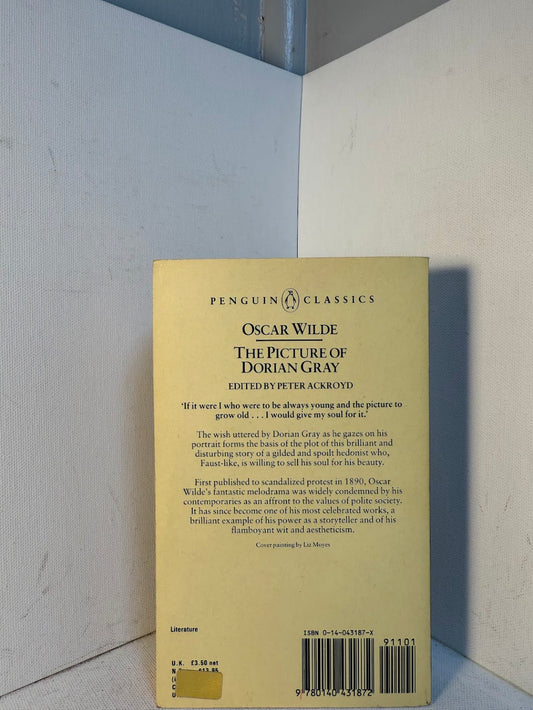 PENGUIN CLASSICS
OSCAR WILDE
THE PICTURE OF
DORIAN GRAY
EDITED BY PETER ACKROYD
‘If it were I who were to be always young and the picture to
grow old . . . I would give my soul for it.’
The wish uttered by Dorian Gray as he gazes on his
portrait forms the basis of the plot of this brilliant and
disturbing story of a gilded and spoilt hedonist who,
Faust-like, is willing to sell his soul for his beauty.
First published to scandalized protest in 1890, Oscar
Wilde’s fantastic melodrama was widely condemned by his
contemporaries as an affront to the values of polite society.
It has since become one of his most celebrated works, a
brilliant example of his power as a storyteller and of his
flamboyant wit and aestheticism.
Cover painting by Liz Moyes
Literature
ISBN 0-14-043187-X
91101
U.K. £3.50 net
9 780140 431872